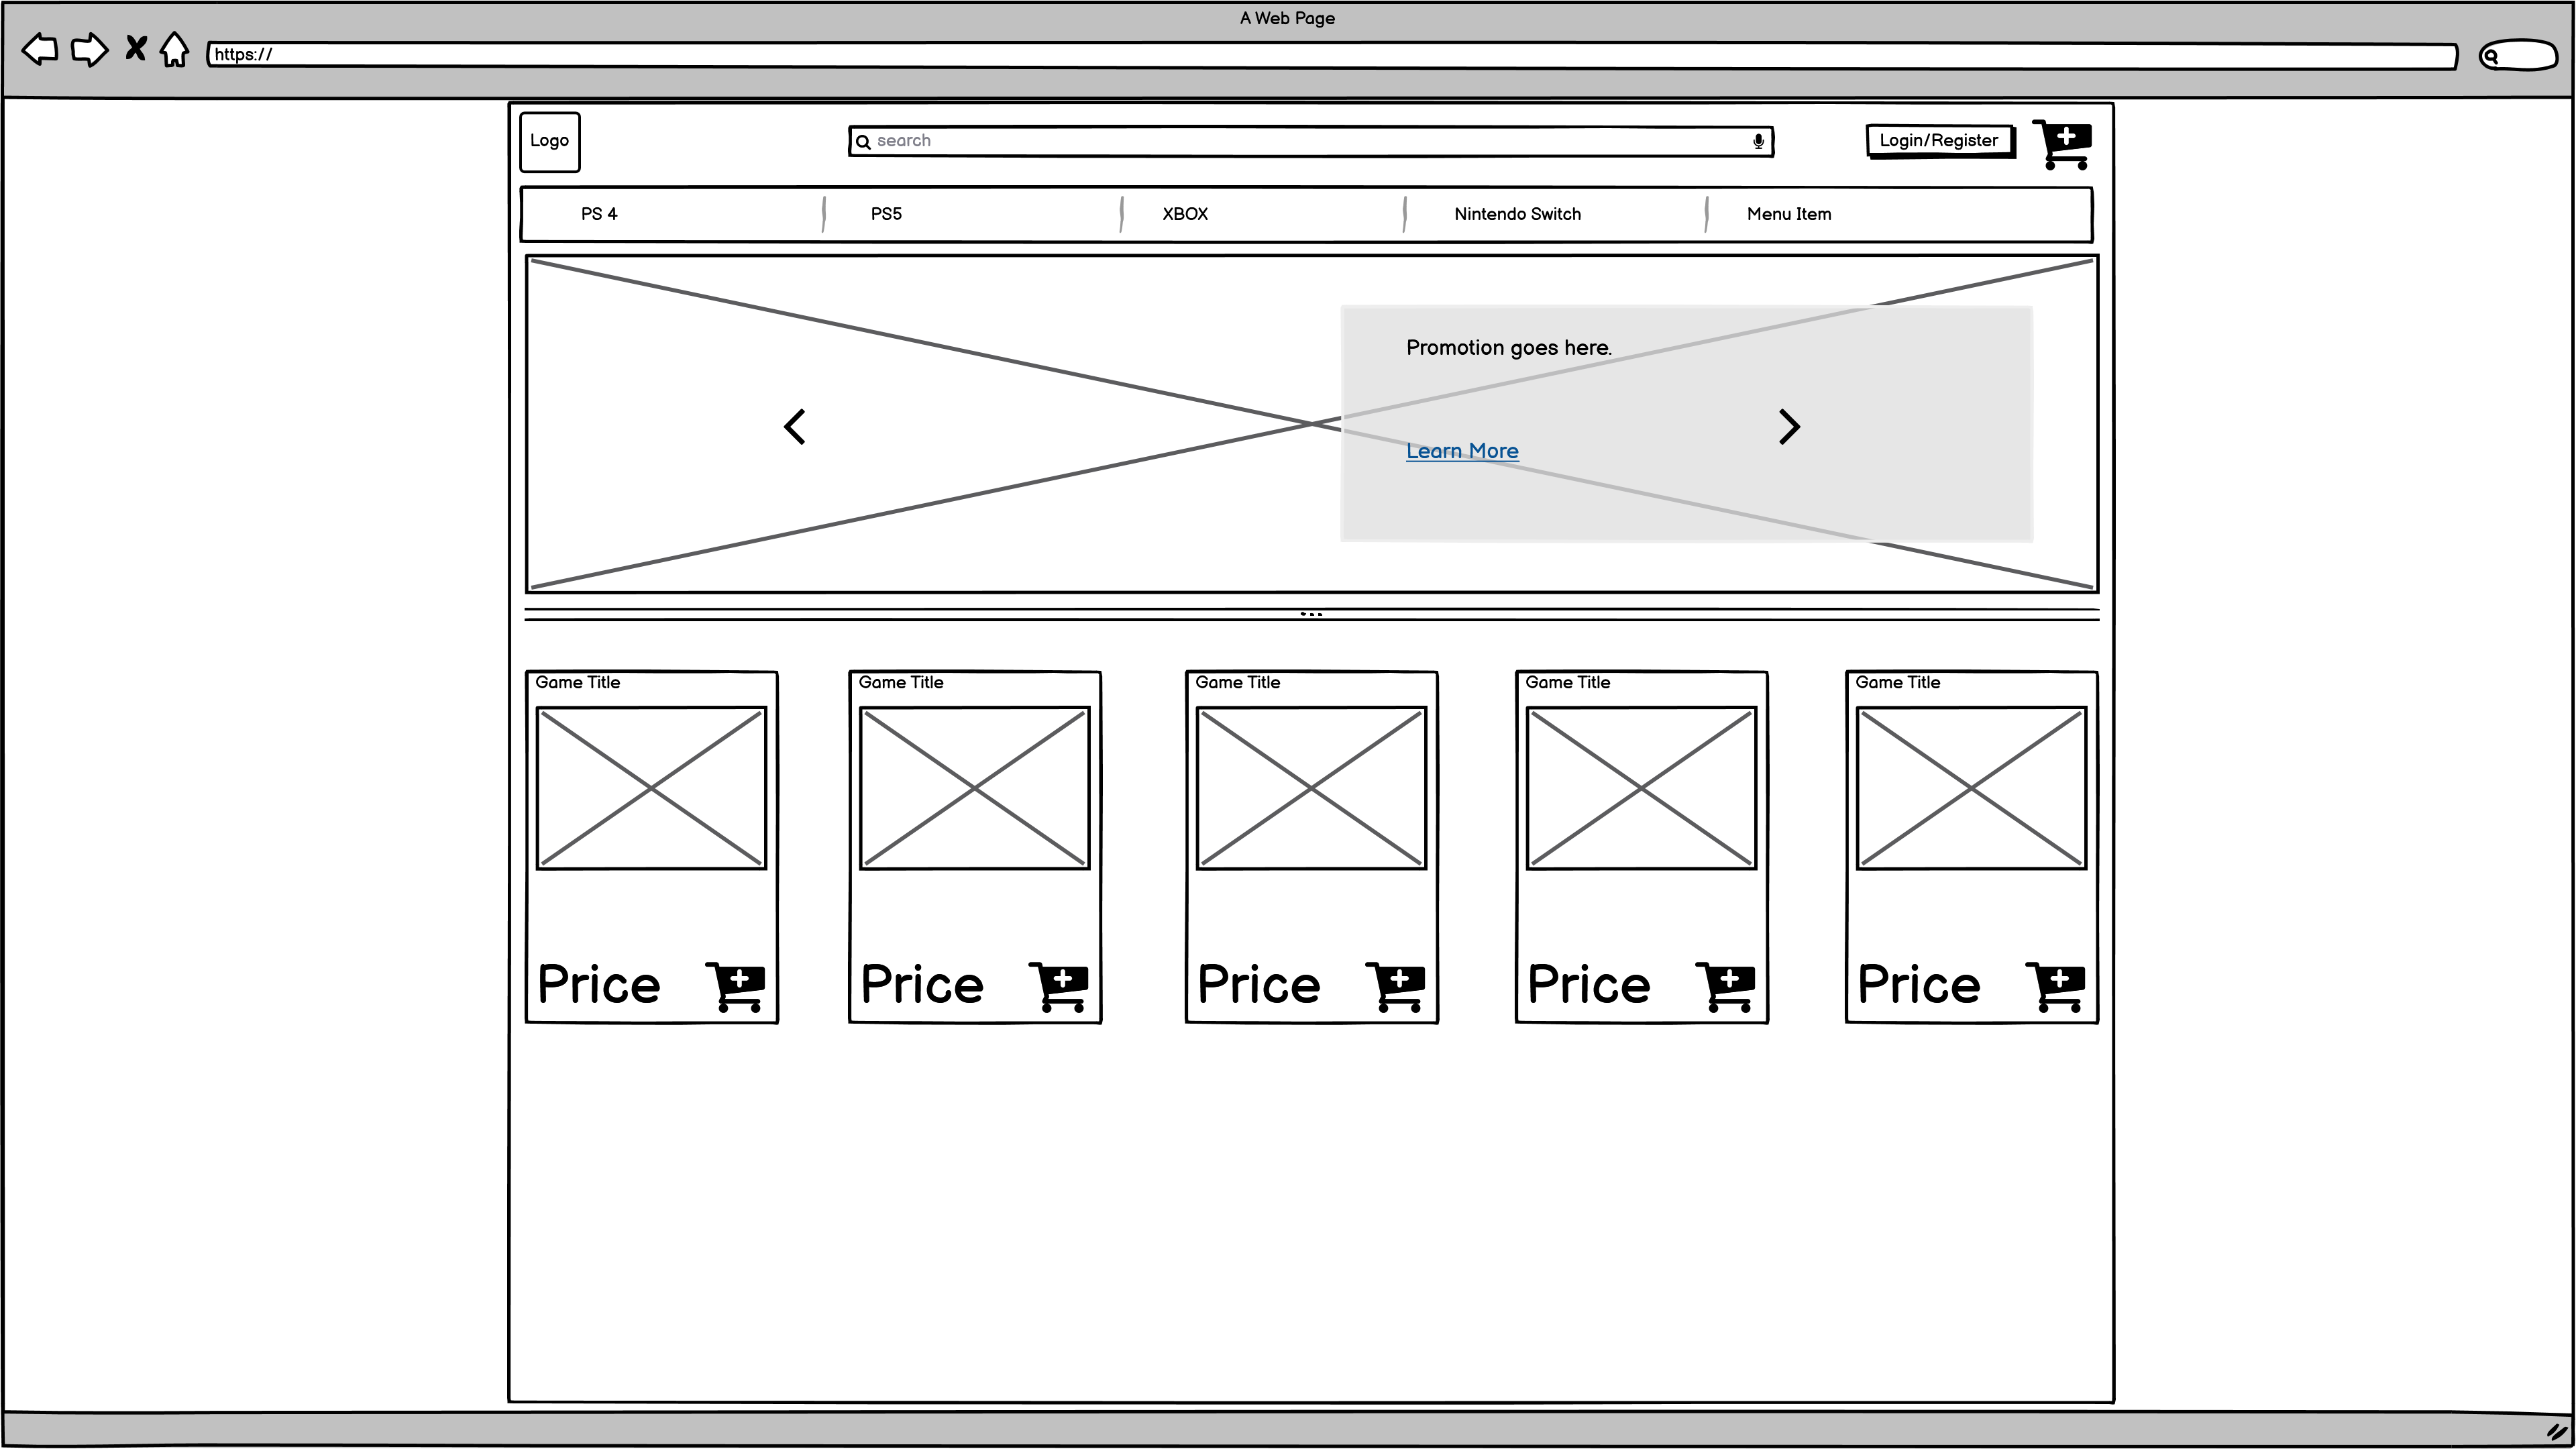 A Web Page
https://
Logo
search
Login/Register
PS 4
PS5
XBOX
Nintendo Switch
Menu Item
Promotion goes here.
Learn More
Game Title
Game Title
Game Title
Game Title
Game Title
Price
Price
Price
Price
Price